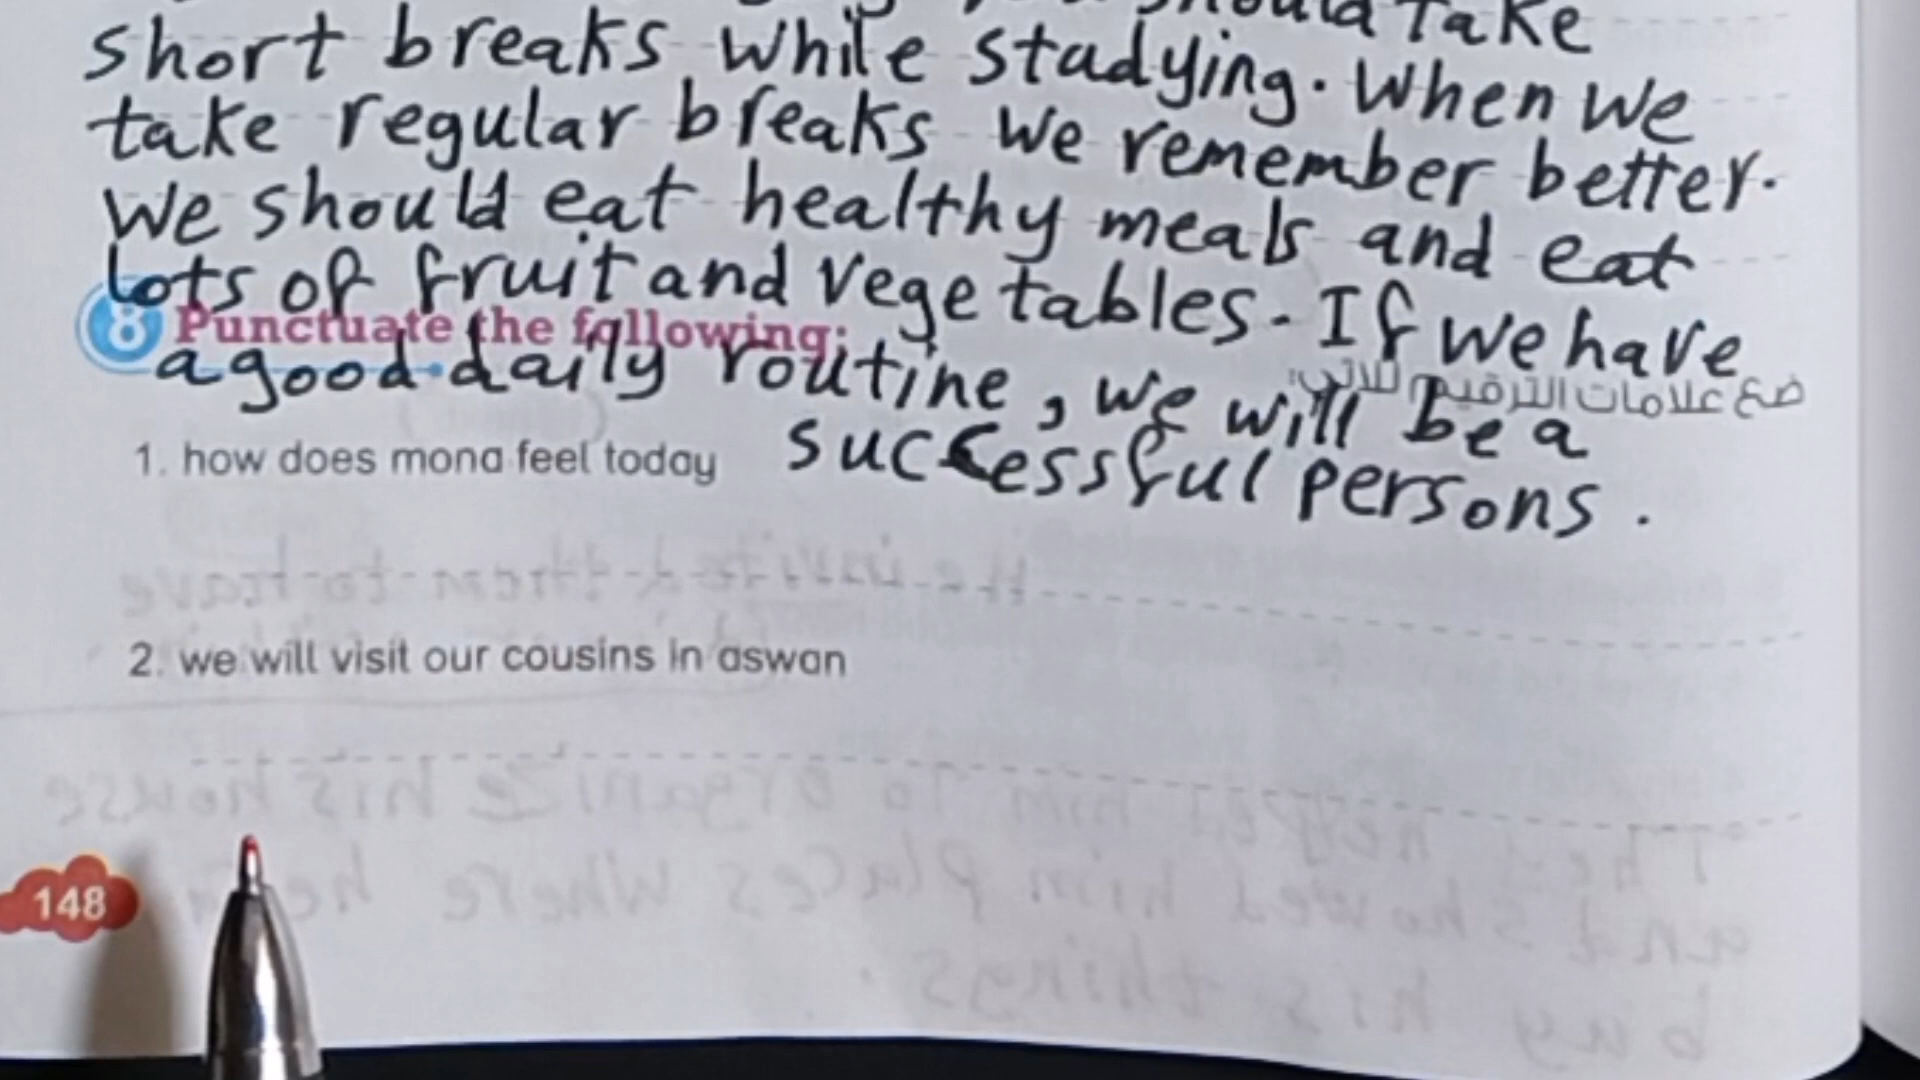 should take
short breaks while studying. When we
take regular breaks we remember better.
We should eat healthy meals and eat
lots of fruit and vegetables. If we have
a good daily routine, we will be a
successful persons.
8 Punctuate the following:
ضع علامات الترقيم للآتي:
1. how does mona feel today
2. we will visit our cousins in aswan
148